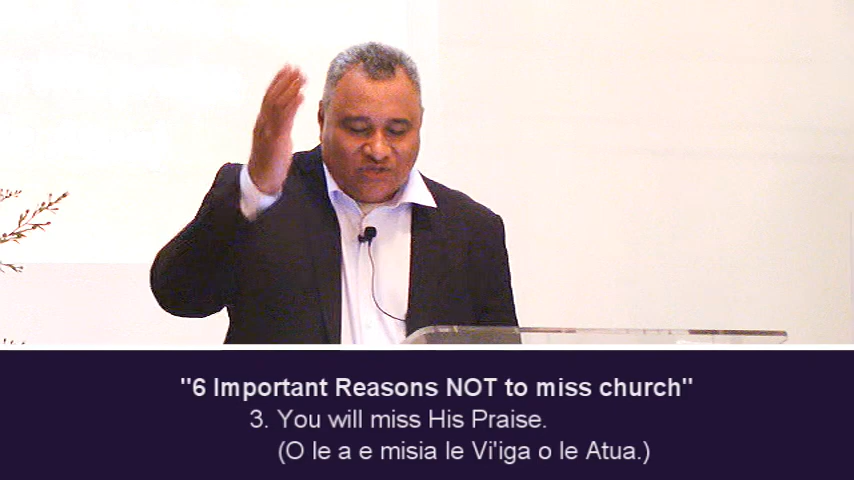 "6 Important Reasons NOT to miss church"
3. You will miss His Praise.
(O le a e misia le Vi'iga o le Atua.)